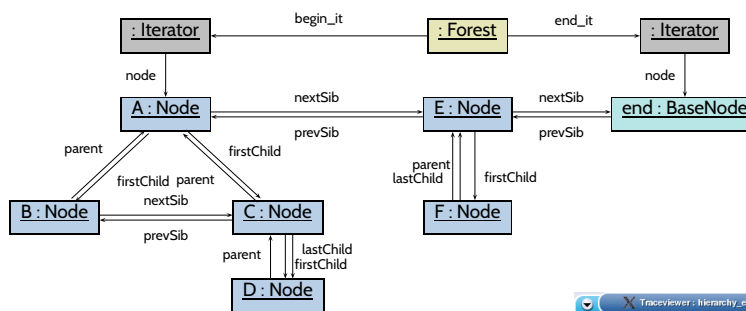 begin_it
end_it
: Iterator
: Forest
: Iterator
node
node
nextSib
nextSib
A : Node
E : Node
end : BaseNode
prevSib
prevSib
parent
firstChild
parent
firstChild
firstChild
parent
lastChild
nextSib
B : Node
C : Node
F : Node
prevSib
parent
lastChild
firstChild
D : Node
X Traceviewer : hierarchy_e